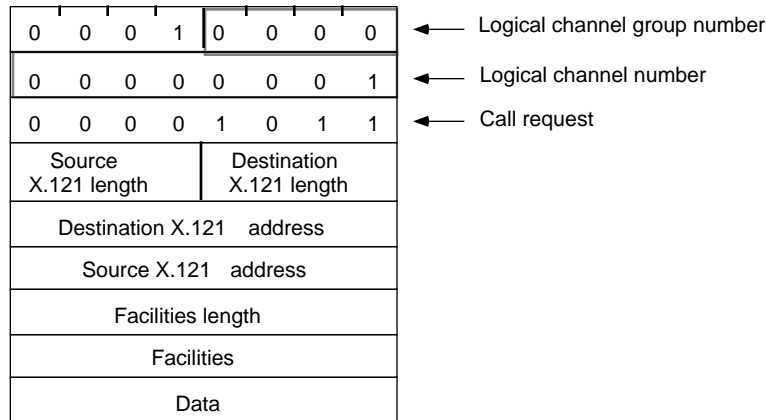 0 0 0 1 0 0 0 0 Logical channel group number
0 0 0 0 0 0 0 1 Logical channel number
0 0 0 0 1 0 1 1 Call request
Source Destination
X.121 length X.121 length
Destination X.121 address
Source X.121 address
Facilities length
Facilities
Data